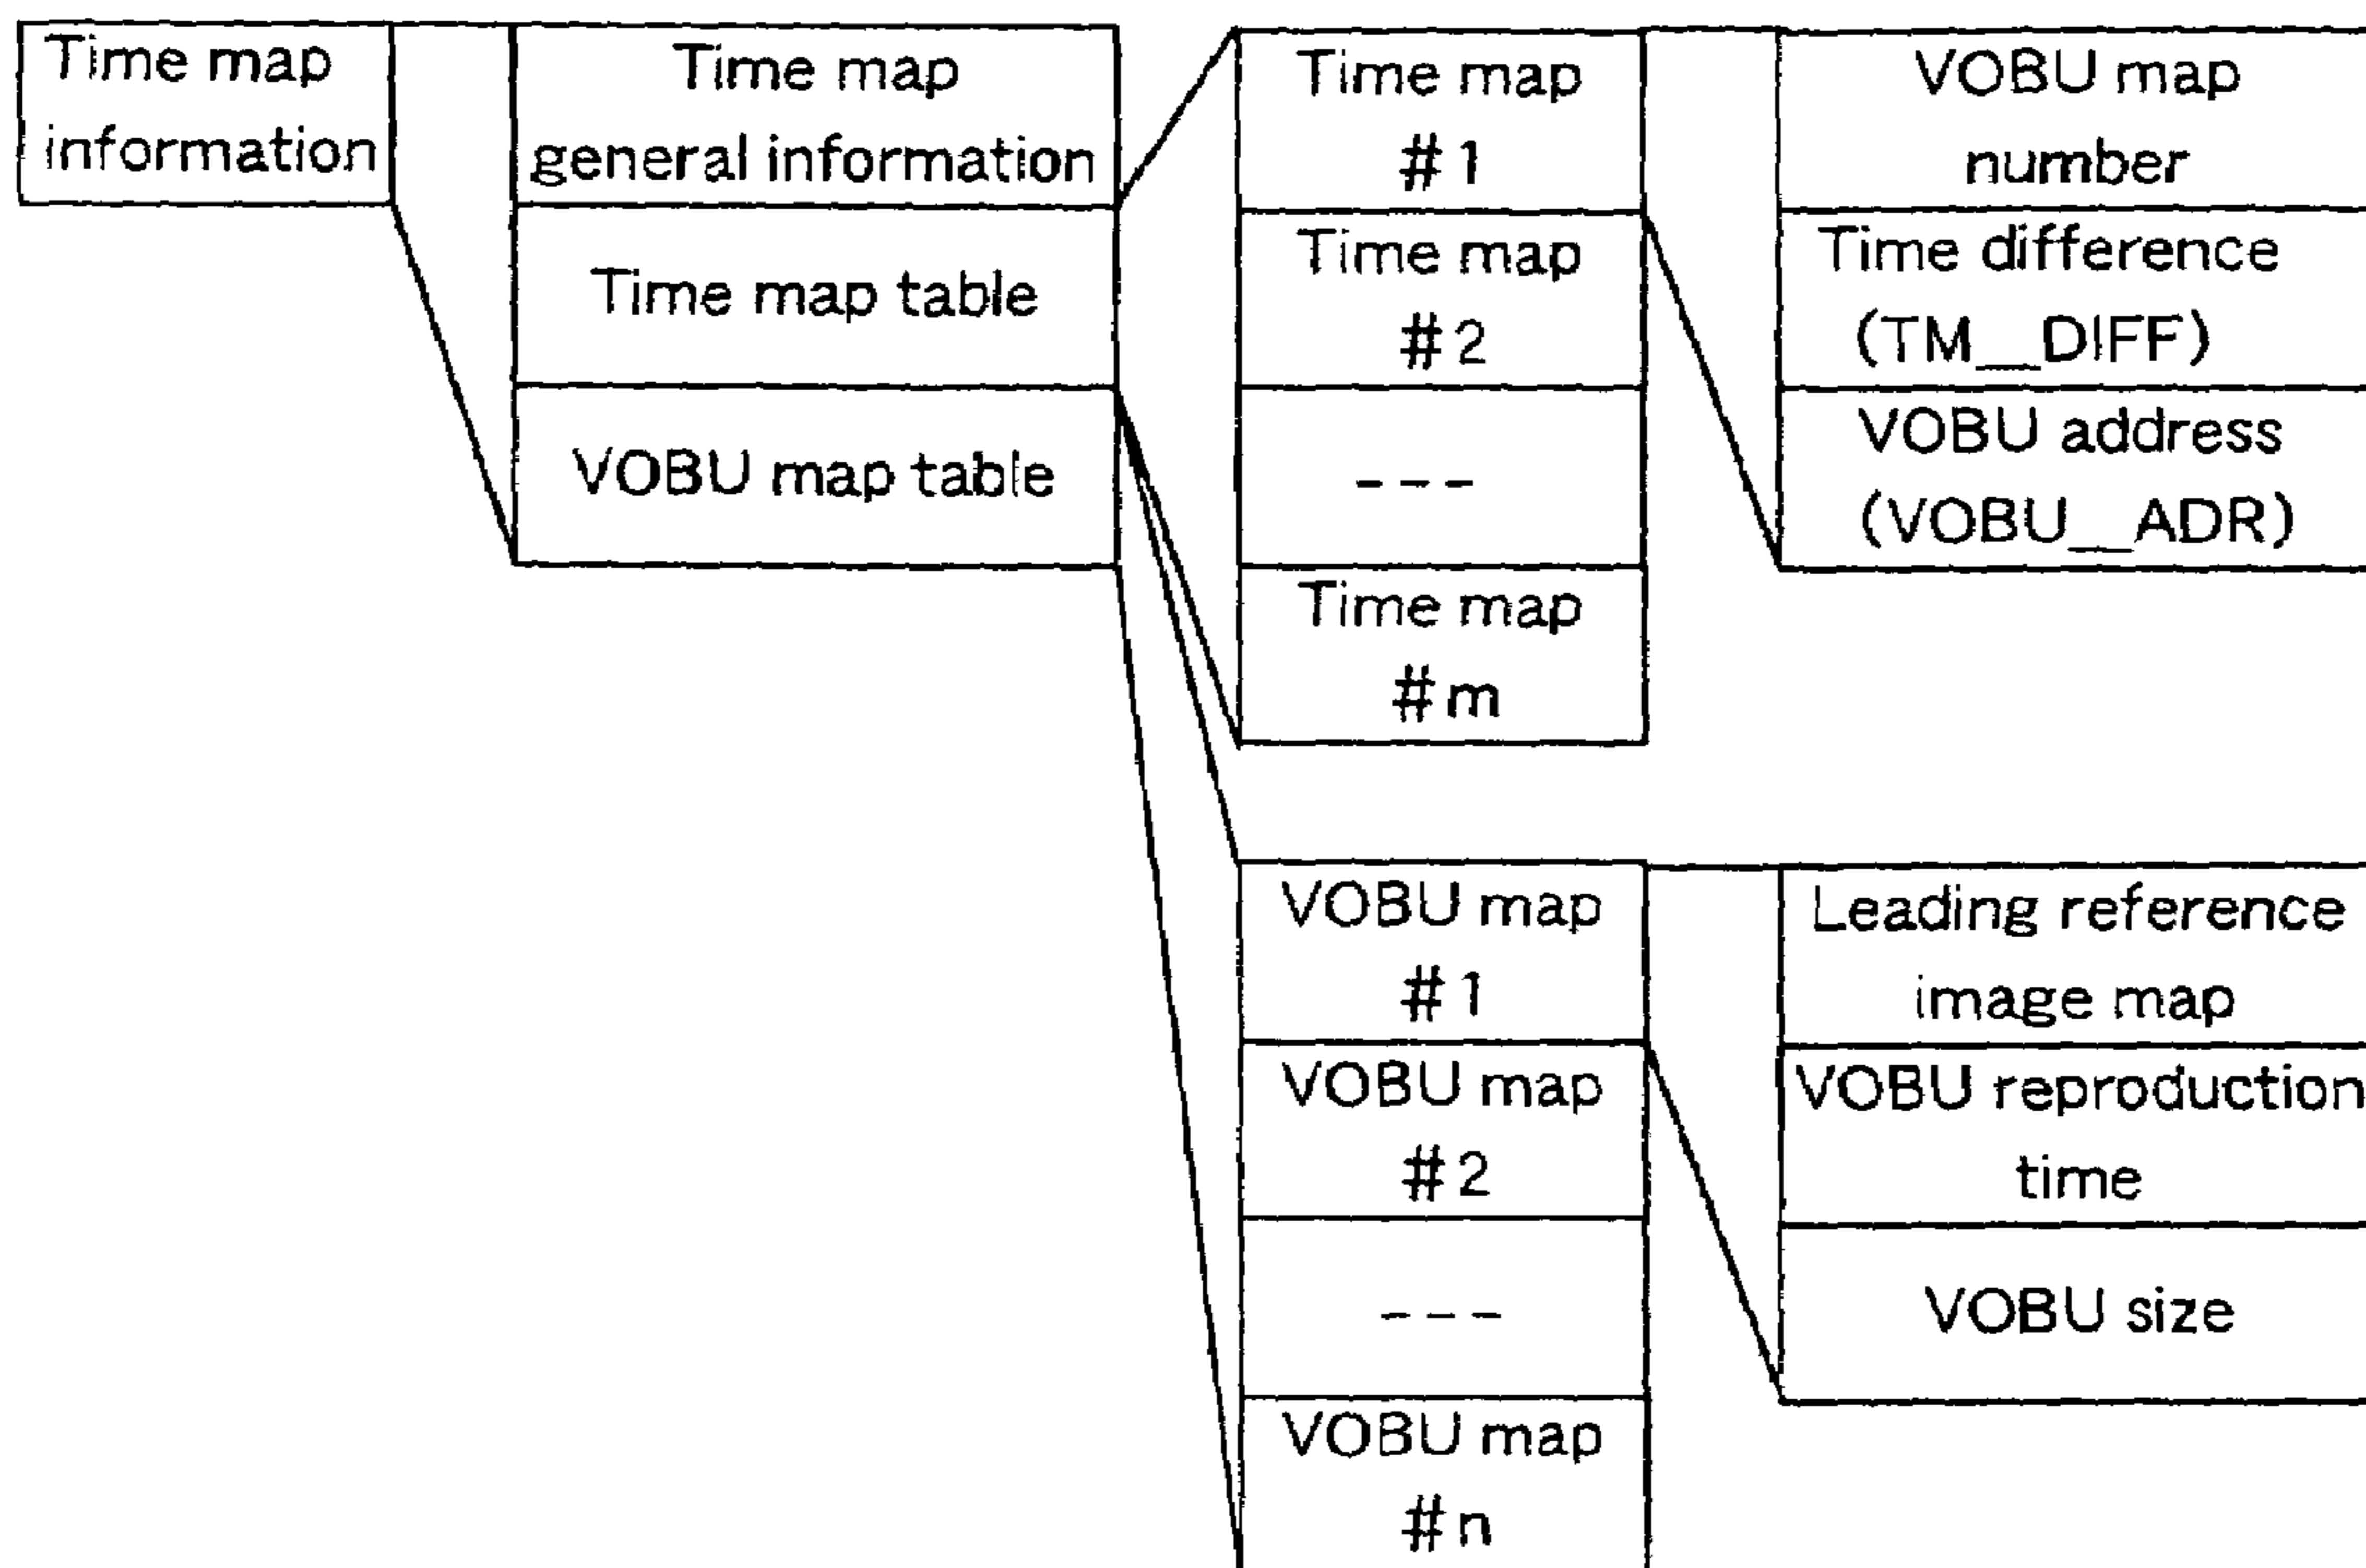 Time map
information
Time map
general information
Time map table
VOBU map table
Time map
#1
Time map
#2
---
Time map
#m
VOBU map
number
Time difference
(TM__DIFF)
VOBU address
(VOBU__ADR)
VOBU map
#1
VOBU map
#2
---
VOBU map
#n
Leading reference
image map
VOBU reproduction
time
VOBU size